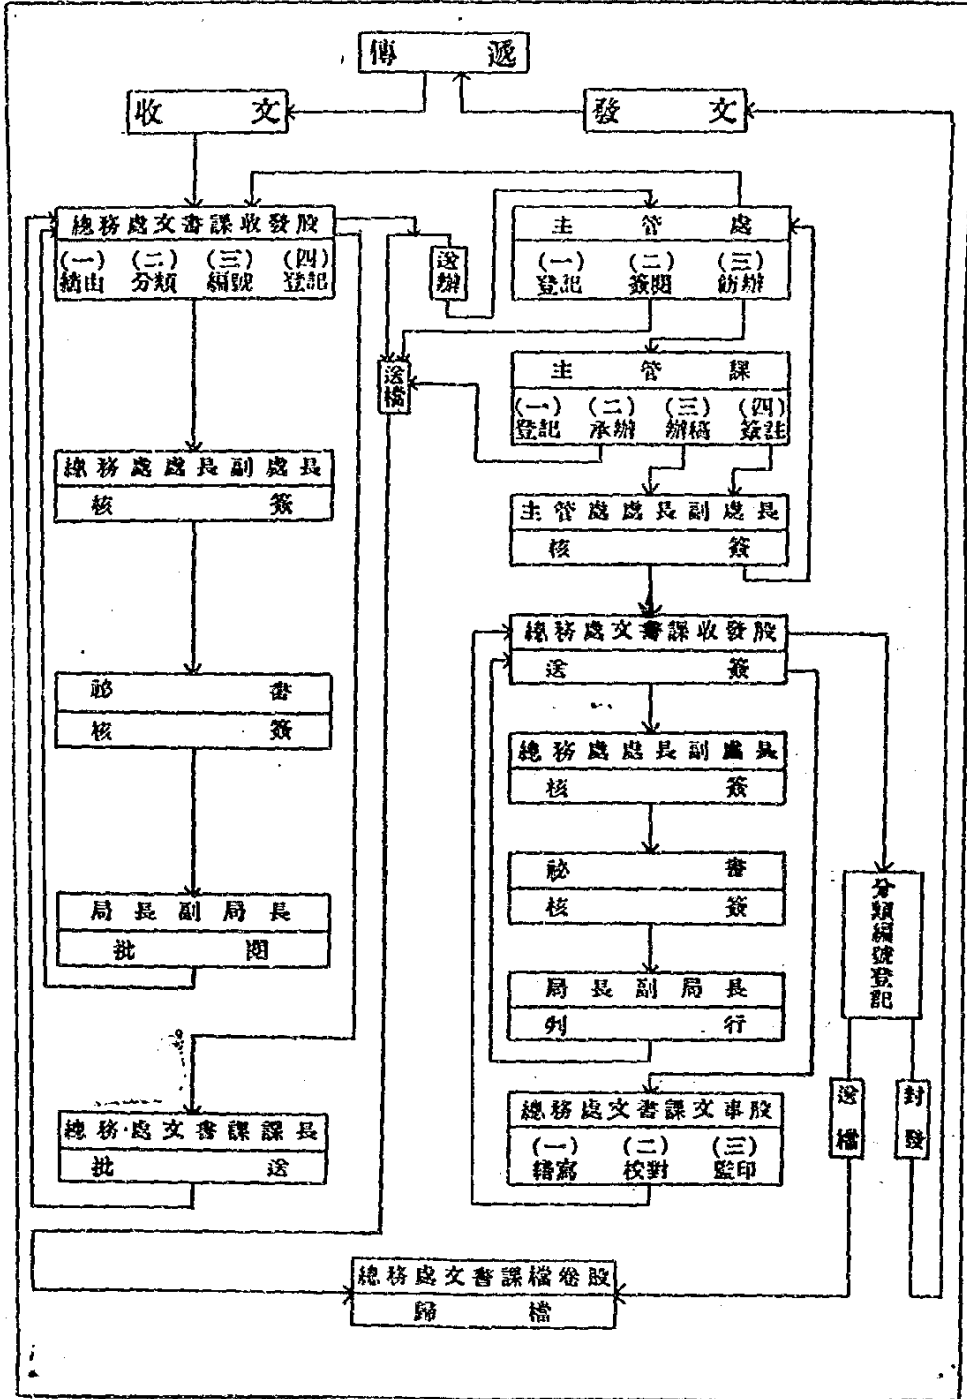 傳遞
收文
發文
總務處文書課收發股
(一) (二) (三) (四)
摘由 分類 編號 登記
送辦
主管處
(一) (二) (三)
登記 簽閱 飭辦
送檔
主管課
(一) (二) (三) (四)
登記 承辦 辦稿 簽註
總務處處長副處長
核簽
主管處處長副處長
核簽
總務處文書課收發股
送簽
祕書
核簽
總務處處長副處長
核簽
祕書
核簽
局長副局長
批閱
分類編號登記
局長副局長
判行
總務處文書課課長
批送
總務處文書課文事股
(一) (二) (三)
繕寫 校對 監印
送檔
封發
總務處文書課檔卷股
歸檔